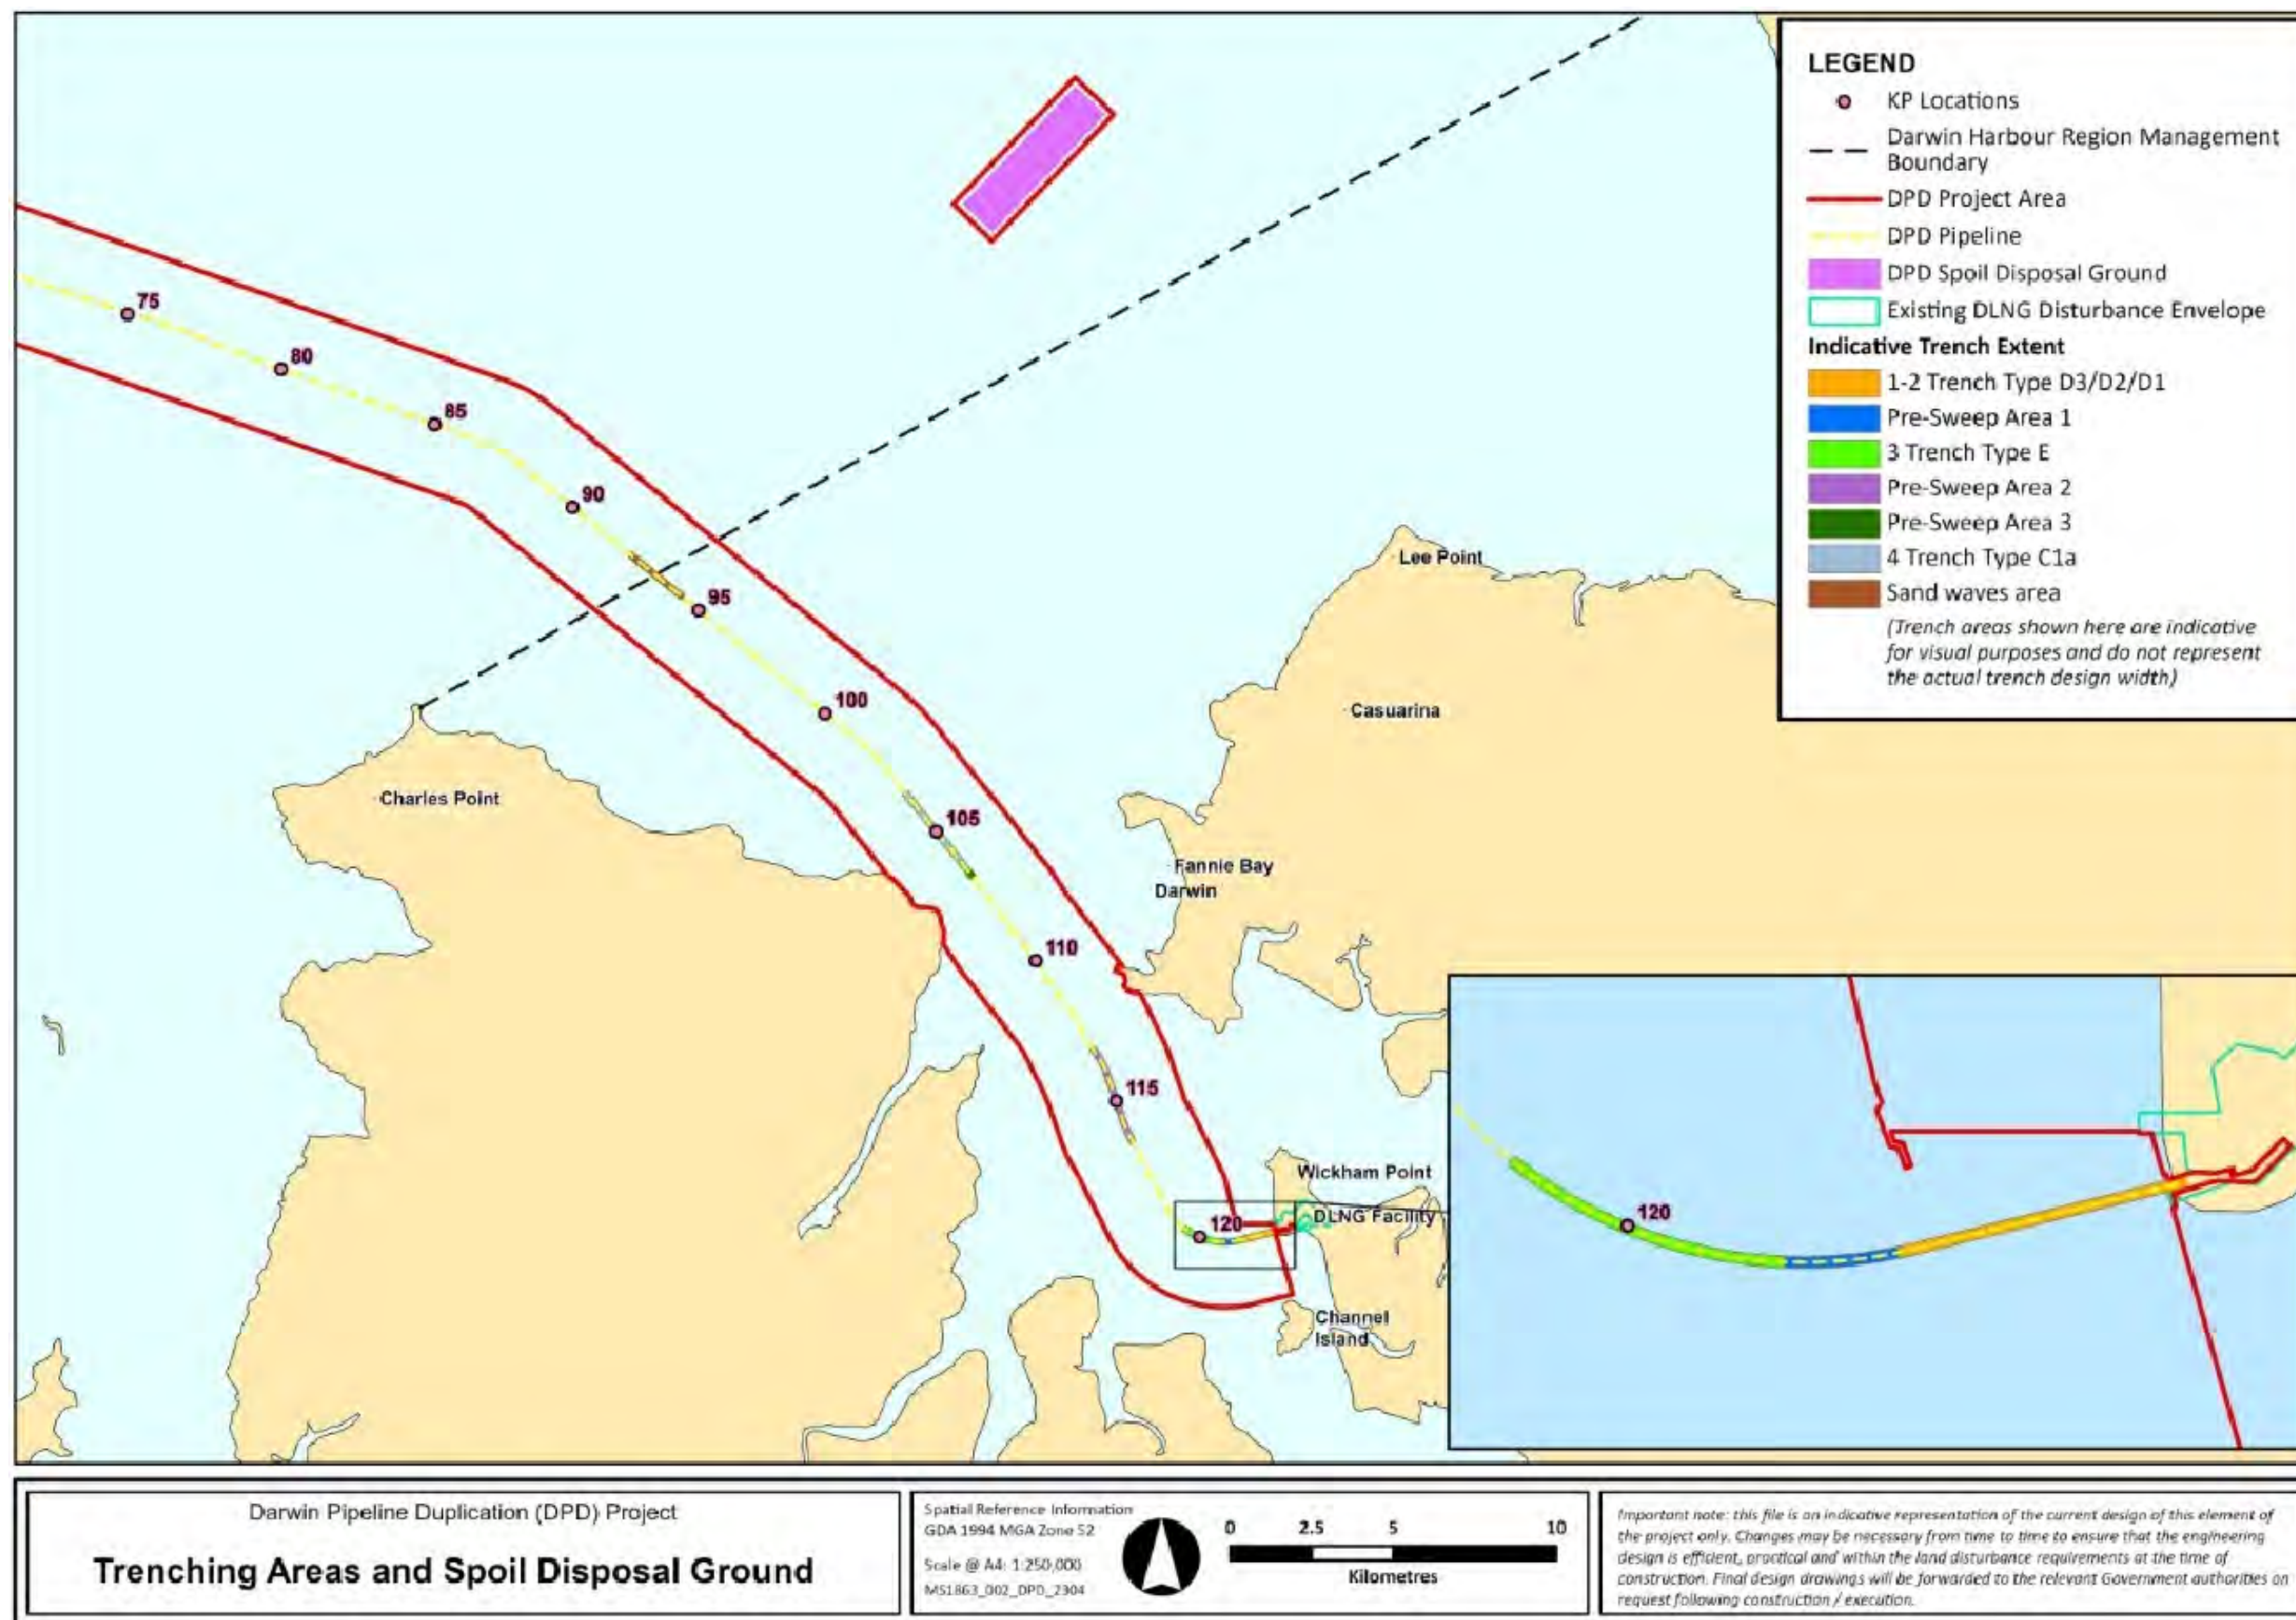 LEGEND
KP Locations
Darwin Harbour Region Management
Boundary
DPD Project Area
DPD Pipeline
DPD Spoil Disposal Ground
Existing DLNG Disturbance Envelope
Indicative Trench Extent
1-2 Trench Type D3/D2/D1
Pre-Sweep Area 1
3 Trench Type E
Pre-Sweep Area 2
Pre-Sweep Area 3
4 Trench Type C1a
Sand waves area
(Trench areas shown here are indicative
for visual purposes and do not represent
the actual trench design width)
75
80
85
90
95
100
105
110
115
120
Lee Point
Casuarina
Charles Point
Fannie Bay
Darwin
Wickham Point
DLNG Facility
Channel
Island
120
Darwin Pipeline Duplication (DPD) Project
Trenching Areas and Spoil Disposal Ground
Spatial Reference Information
GDA 1994 MGA Zone 52
Scale @ A4: 1:250,000
MS1863_002_DPD_2304
0 2.5 5 10
Kilometres
Important note: this file is an indicative representation of the current design of this element of
the project only. Changes may be necessary from time to time to ensure that the engineering
design is efficient, practical and within the land disturbance requirements at the time of
construction. Final design drawings will be forwarded to the relevant Government authorities on
request following construction / execution.